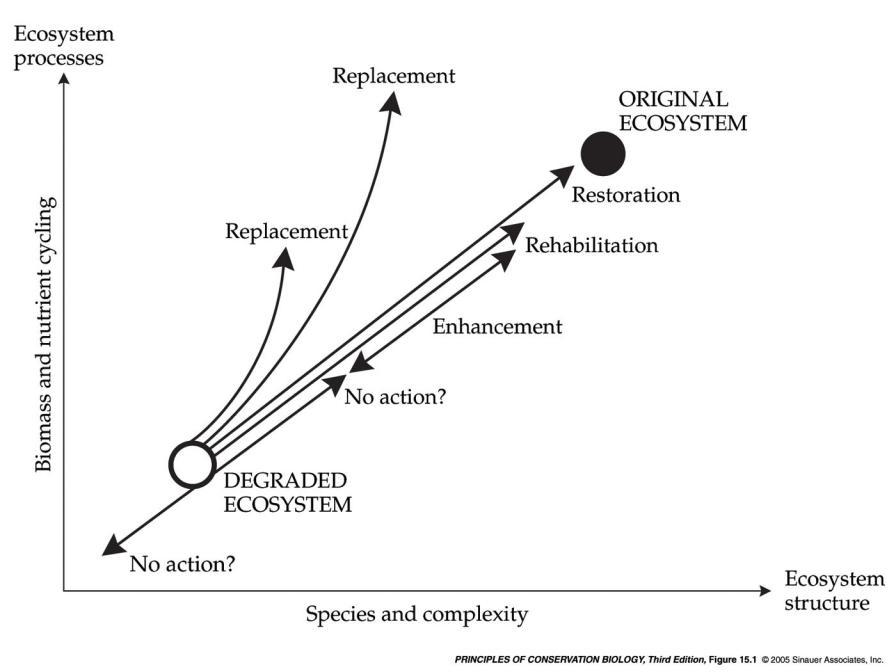 Ecosystem
processes
Replacement
ORIGINAL
ECOSYSTEM
Restoration
Replacement
Rehabilitation
Biomass and nutrient cycling
Enhancement
No action?
DEGRADED
ECOSYSTEM
No action?
Ecosystem
structure
Species and complexity
PRINCIPLES OF CONSERVATION BIOLOGY, Third Edition, Figure 15.1 © 2005 Sinauer Associates, Inc.